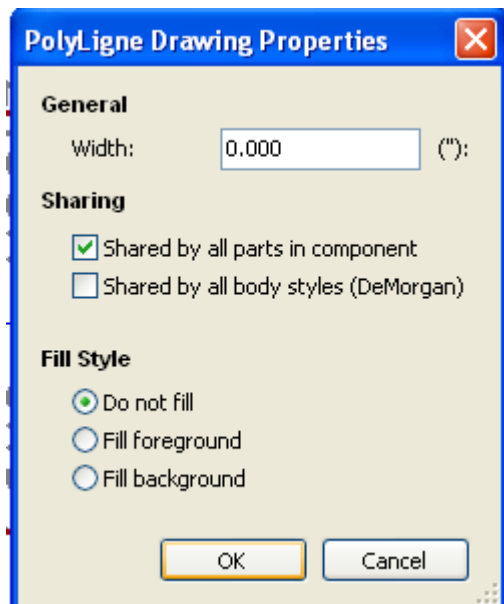 PolyLigne Drawing Properties
General
Width: 0.000 ("):
Sharing
Shared by all parts in component
Shared by all body styles (DeMorgan)
Fill Style
Do not fill
Fill foreground
Fill background
OK Cancel